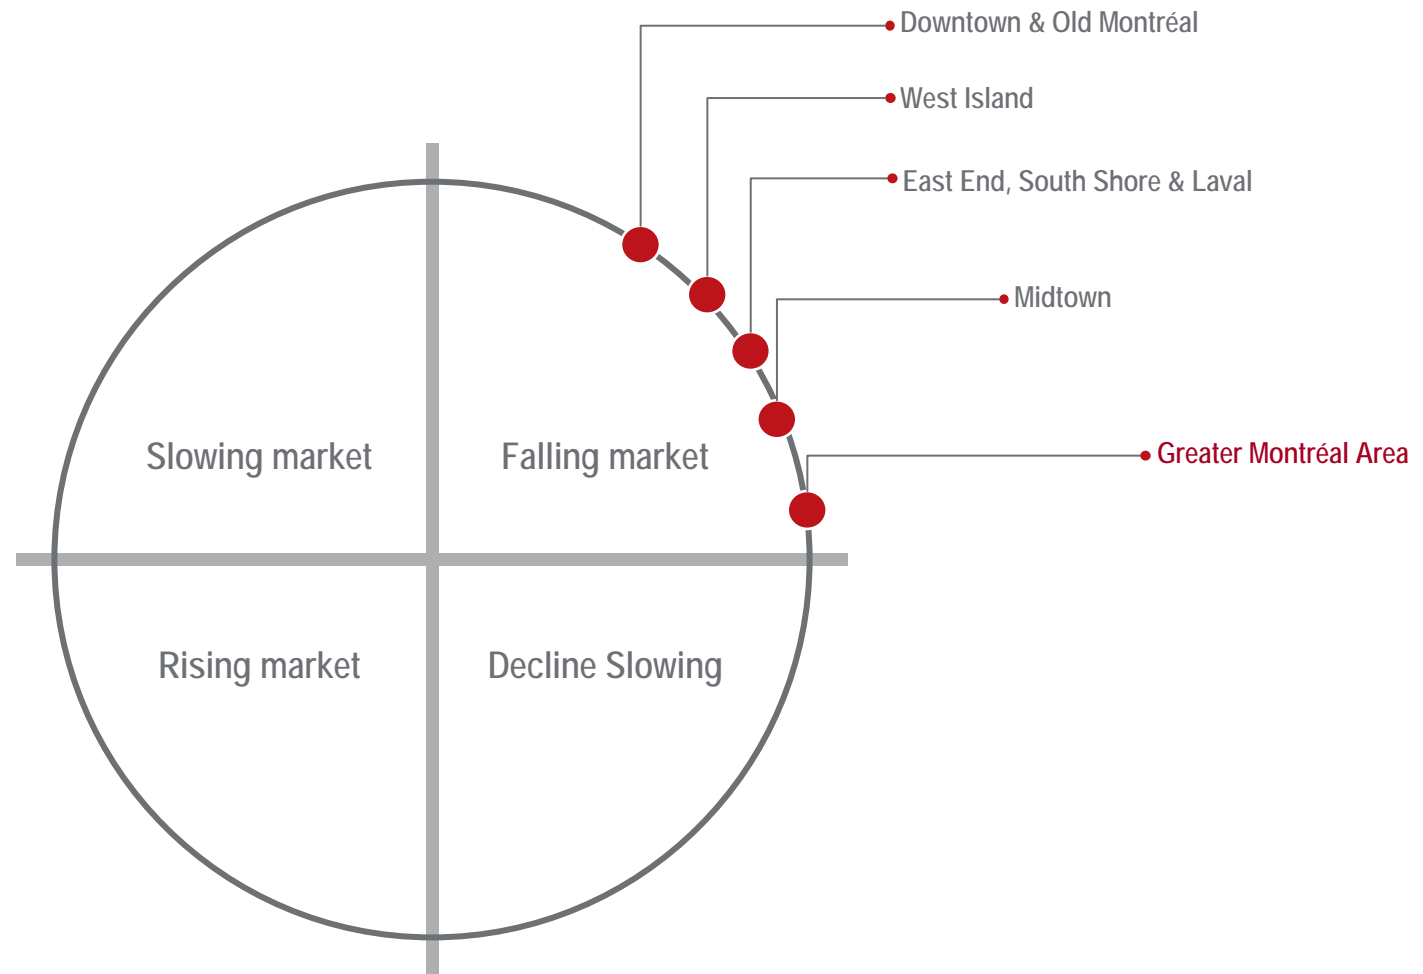 Downtown & Old Montréal
West Island
East End, South Shore & Laval
Midtown
Greater Montréal Area
Slowing market
Falling market
Rising market
Decline Slowing